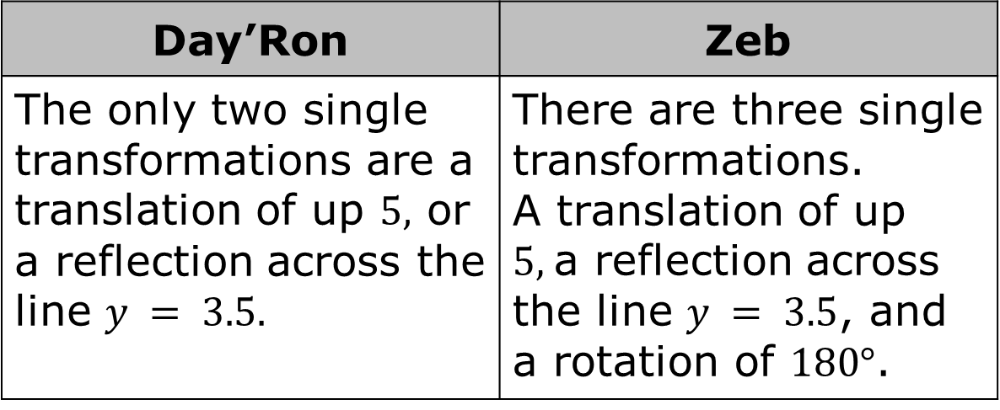 Day’Ron
Zeb
The only two single
transformations are a
translation of up 5, or
a reflection across the
line y = 3.5.
There are three single
transformations.
A translation of up
5, a reflection across
the line y = 3.5, and
a rotation of 180°.